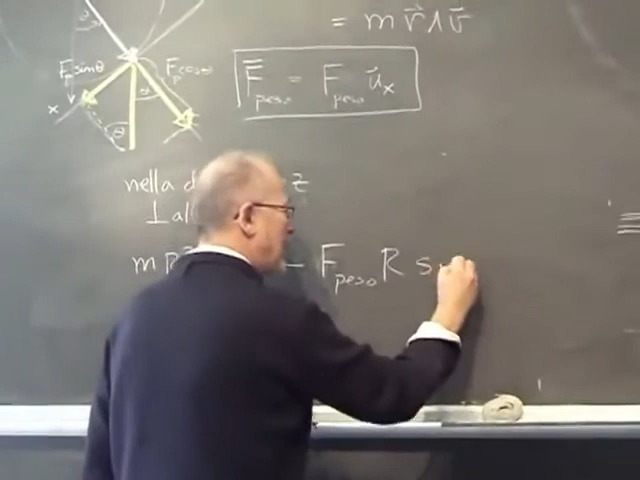 = m r⃗ ∧ v⃗
F_p sinθ
F_p cosθ
x
θ
θ
F⃗_peso = F_peso u⃗_x
nella z
⊥ al
m − F_peso R s